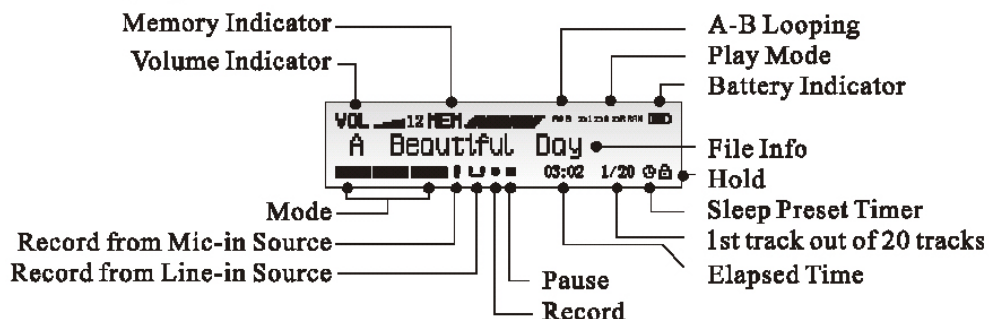 Memory Indicator
Volume Indicator
A-B Looping
Play Mode
Battery Indicator
VOL 12 MEM
A Beautiful Day
03:02 1/20
File Info
Hold
Mode
Sleep Preset Timer
Record from Mic-in Source
1st track out of 20 tracks
Record from Line-in Source
Pause
Elapsed Time
Record